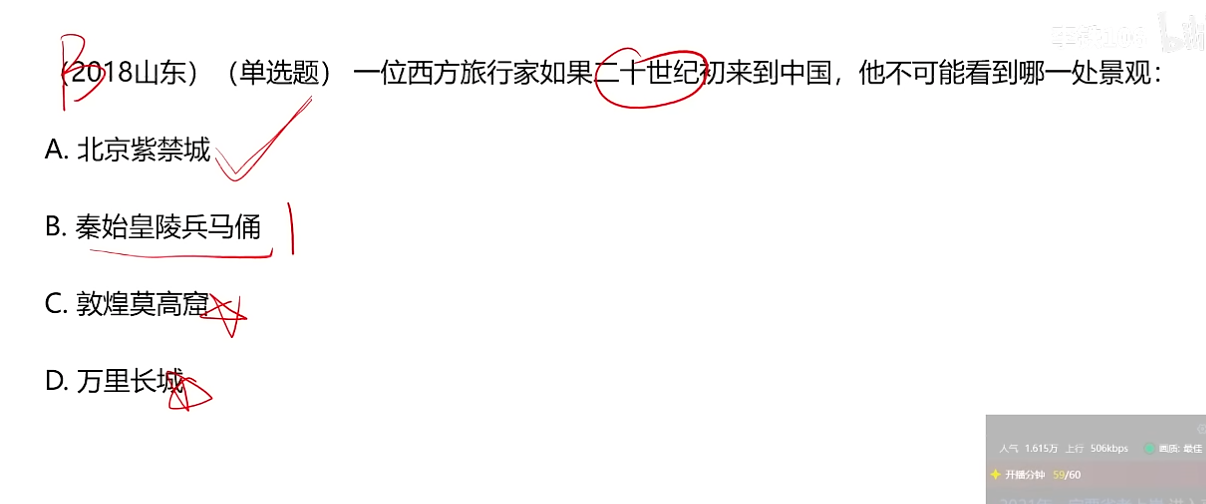 B
(2018山东）（单选题） 一位西方旅行家如果二十世纪初来到中国，他不可能看到哪一处景观：
A. 北京紫禁城
B. 秦始皇陵兵马俑
C. 敦煌莫高窟
D. 万里长城
人气 1.615万 上行 506kbps 画质: 最佳
开播分钟 59/60